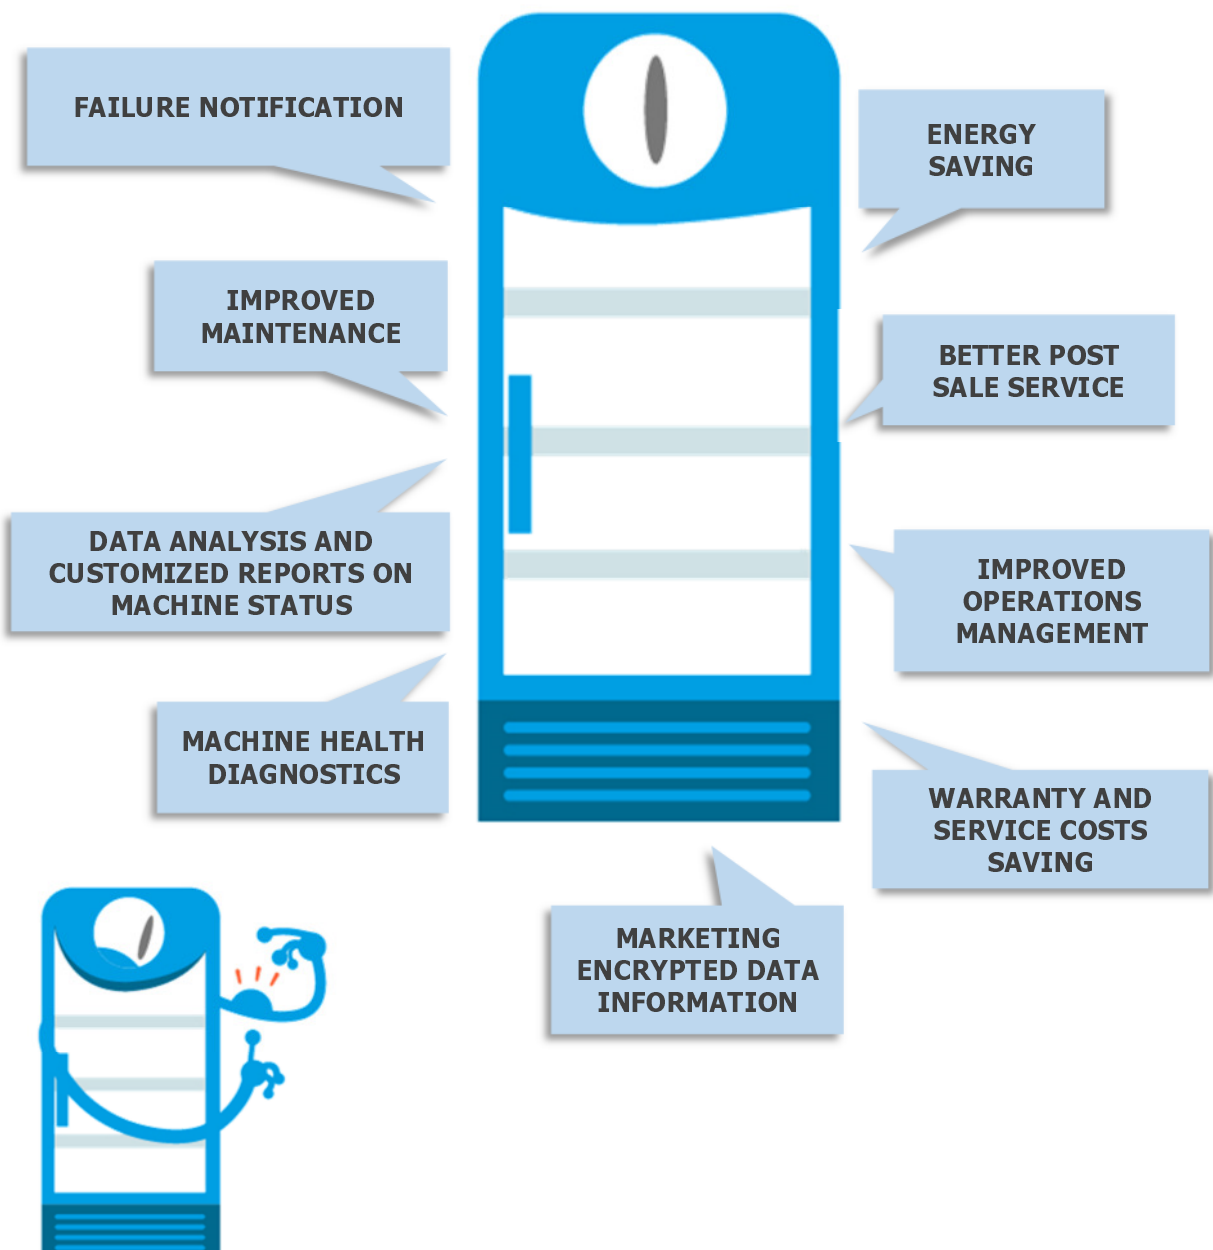 FAILURE NOTIFICATION
ENERGY
SAVING
IMPROVED
MAINTENANCE
BETTER POST
SALE SERVICE
DATA ANALYSIS AND
CUSTOMIZED REPORTS ON
MACHINE STATUS
IMPROVED
OPERATIONS
MANAGEMENT
MACHINE HEALTH
DIAGNOSTICS
WARRANTY AND
SERVICE COSTS
SAVING
MARKETING
ENCRYPTED DATA
INFORMATION